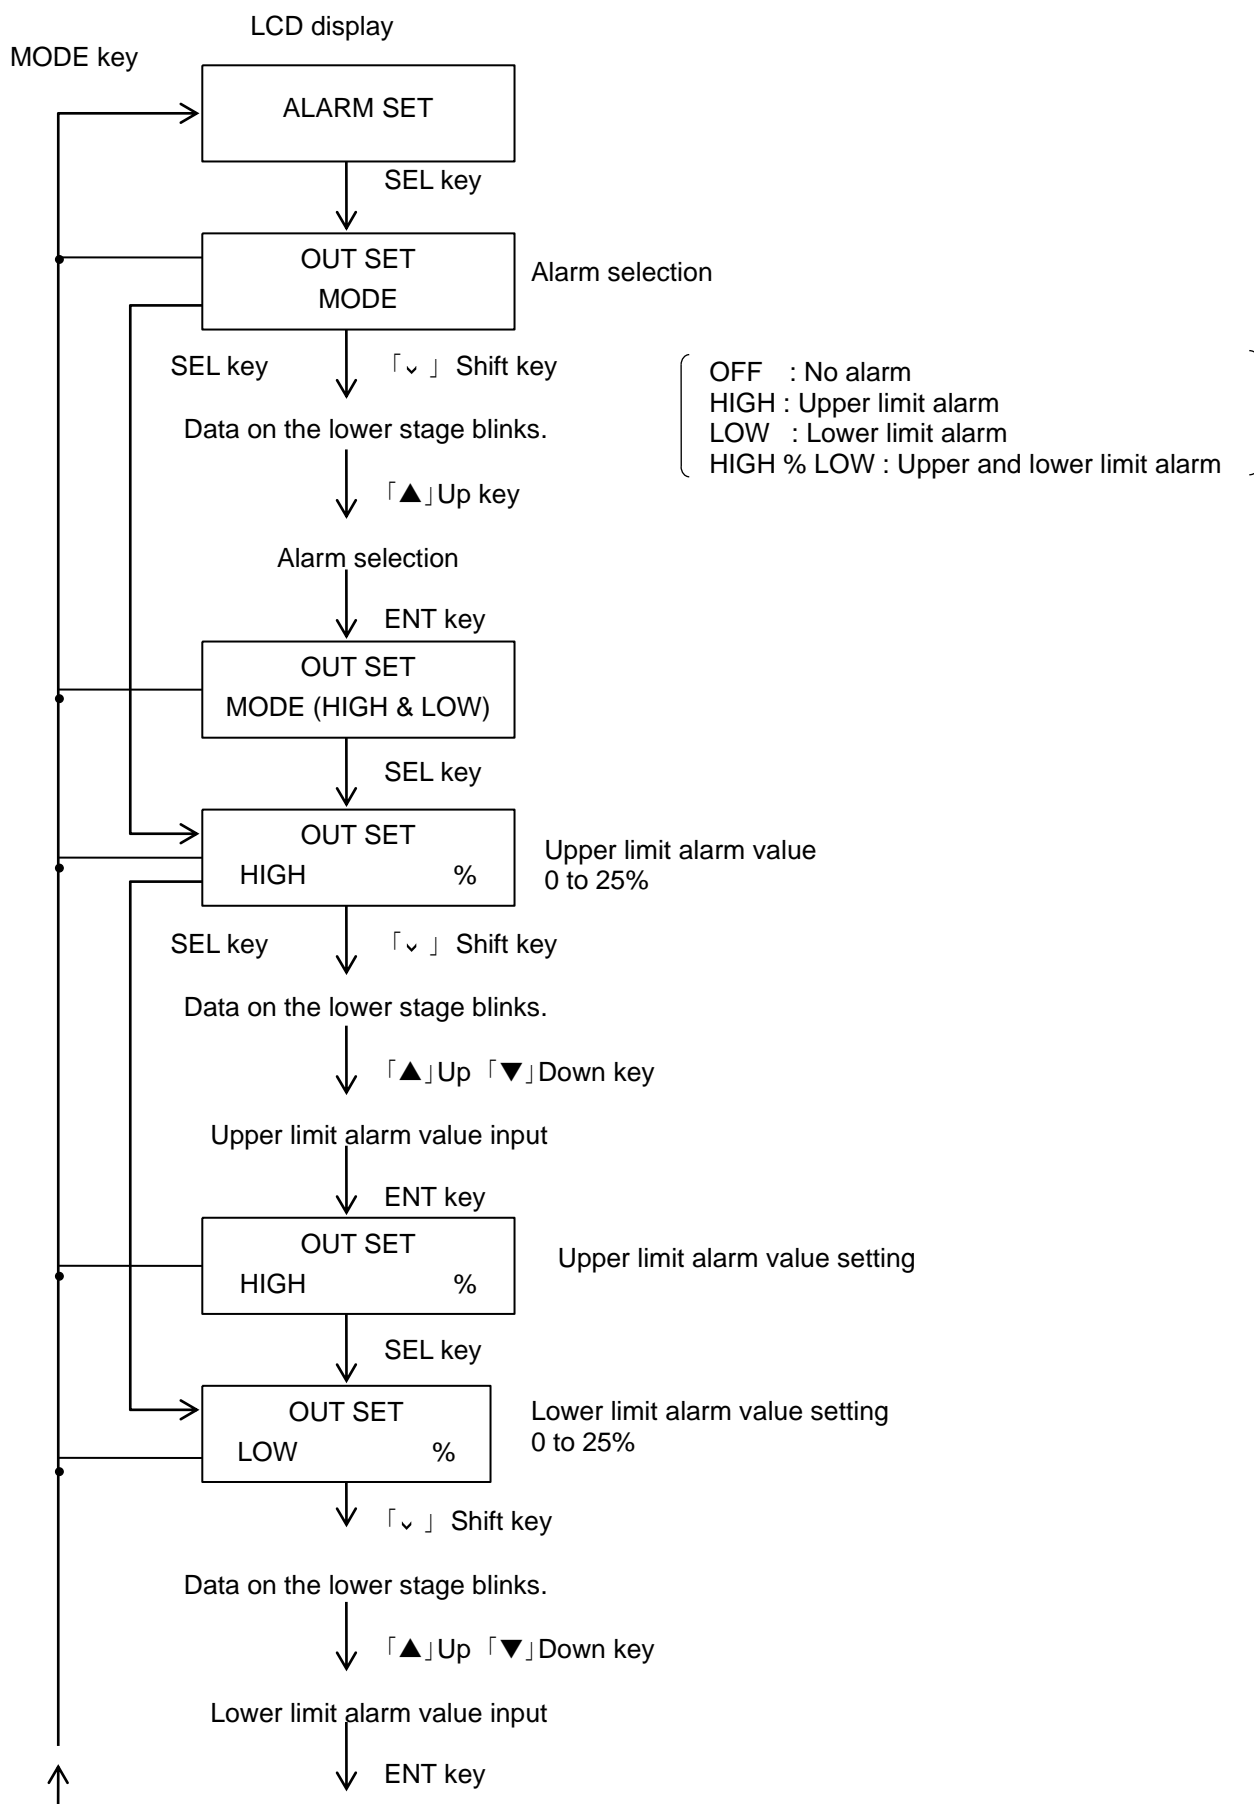 LCD display
MODE key
ALARM SET
SEL key
OUT SET
MODE
Alarm selection
SEL key 「⌄」 Shift key
OFF : No alarm
HIGH : Upper limit alarm
LOW : Lower limit alarm
HIGH % LOW : Upper and lower limit alarm
Data on the lower stage blinks.
「▲」Up key
Alarm selection
ENT key
OUT SET
MODE (HIGH & LOW)
SEL key
OUT SET
HIGH %
Upper limit alarm value
0 to 25%
SEL key 「⌄」 Shift key
Data on the lower stage blinks.
「▲」Up 「▼」Down key
Upper limit alarm value input
ENT key
OUT SET
HIGH %
Upper limit alarm value setting
SEL key
OUT SET
LOW %
Lower limit alarm value setting
0 to 25%
「⌄」 Shift key
Data on the lower stage blinks.
「▲」Up 「▼」Down key
Lower limit alarm value input
ENT key